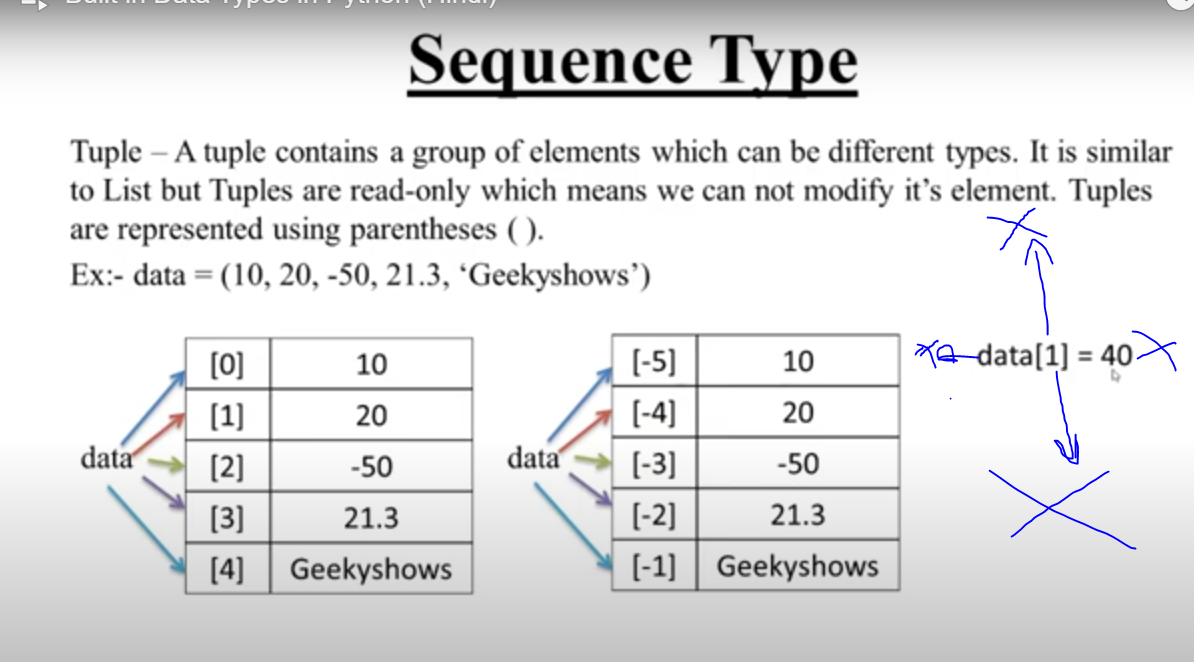 Built in Data Types in Python (Hindi)
Sequence Type
Tuple – A tuple contains a group of elements which can be different types. It is similar
to List but Tuples are read-only which means we can not modify it’s element. Tuples
are represented using parentheses ( ).
Ex:- data = (10, 20, -50, 21.3, ‘Geekyshows’)
data
[0] 10
[1] 20
[2] -50
[3] 21.3
[4] Geekyshows
data
[-5] 10
[-4] 20
[-3] -50
[-2] 21.3
[-1] Geekyshows
data[1] = 40